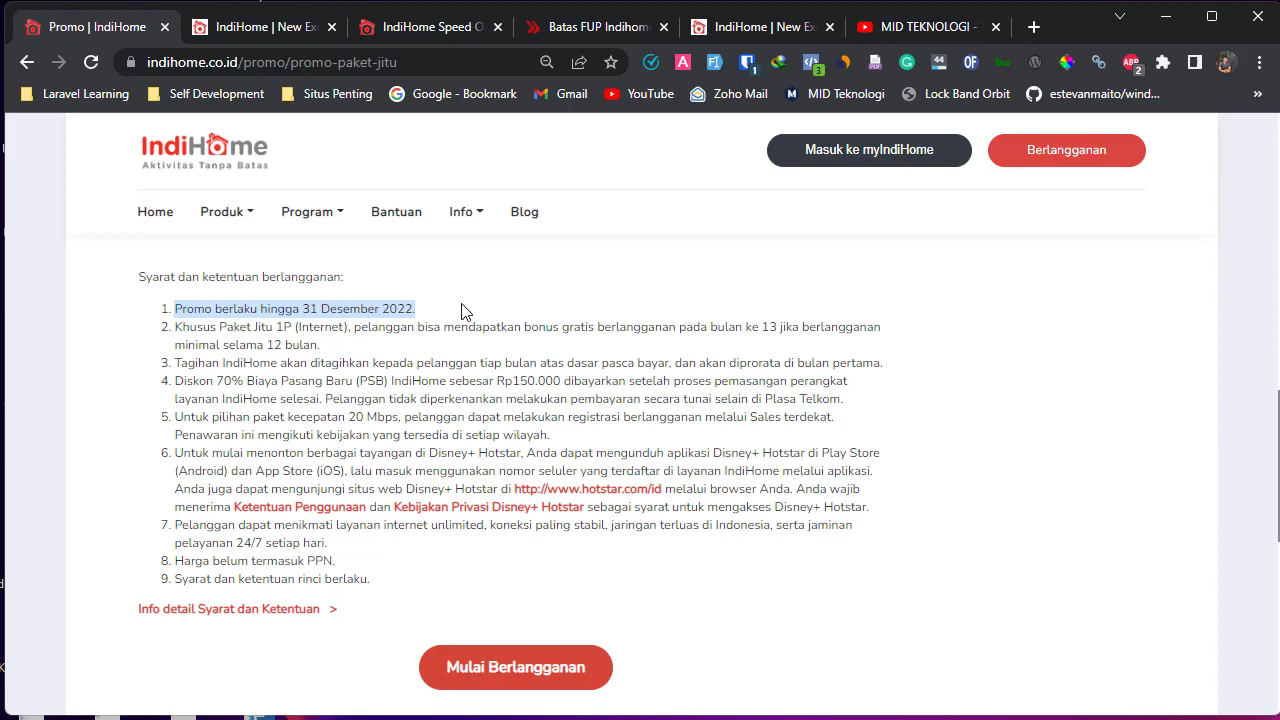 Promo | IndiHome
IndiHome | New Ex
IndiHome Speed O
Batas FUP Indihom
IndiHome | New Ex
MID TEKNOLOGI -
indihome.co.id/promo/promo-paket-jitu
Laravel Learning
Self Development
Situs Penting
Google - Bookmark
Gmail
YouTube
Zoho Mail
MID Teknologi
Lock Band Orbit
estevanmaito/wind...
IndiHome
Aktivitas Tanpa Batas
Masuk ke myIndiHome
Berlangganan
Home
Produk
Program
Bantuan
Info
Blog
Syarat dan ketentuan berlangganan:
1. Promo berlaku hingga 31 Desember 2022.
2. Khusus Paket Jitu 1P (Internet), pelanggan bisa mendapatkan bonus gratis berlangganan pada bulan ke 13 jika berlangganan
minimal selama 12 bulan.
3. Tagihan IndiHome akan ditagihkan kepada pelanggan tiap bulan atas dasar pasca bayar, dan akan diprorata di bulan pertama.
4. Diskon 70% Biaya Pasang Baru (PSB) IndiHome sebesar Rp150.000 dibayarkan setelah proses pemasangan perangkat
layanan IndiHome selesai. Pelanggan tidak diperkenankan melakukan pembayaran secara tunai selain di Plasa Telkom.
5. Untuk pilihan paket kecepatan 20 Mbps, pelanggan dapat melakukan registrasi berlangganan melalui Sales terdekat.
Penawaran ini mengikuti kebijakan yang tersedia di setiap wilayah.
6. Untuk mulai menonton berbagai tayangan di Disney+ Hotstar, Anda dapat mengunduh aplikasi Disney+ Hotstar di Play Store
(Android) dan App Store (iOS), lalu masuk menggunakan nomor seluler yang terdaftar di layanan IndiHome melalui aplikasi.
Anda juga dapat mengunjungi situs web Disney+ Hotstar di http://www.hotstar.com/id melalui browser Anda. Anda wajib
menerima Ketentuan Penggunaan dan Kebijakan Privasi Disney+ Hotstar sebagai syarat untuk mengakses Disney+ Hotstar.
7. Pelanggan dapat menikmati layanan internet unlimited, koneksi paling stabil, jaringan terluas di Indonesia, serta jaminan
pelayanan 24/7 setiap hari.
8. Harga belum termasuk PPN.
9. Syarat dan ketentuan rinci berlaku.
Info detail Syarat dan Ketentuan >
Mulai Berlangganan